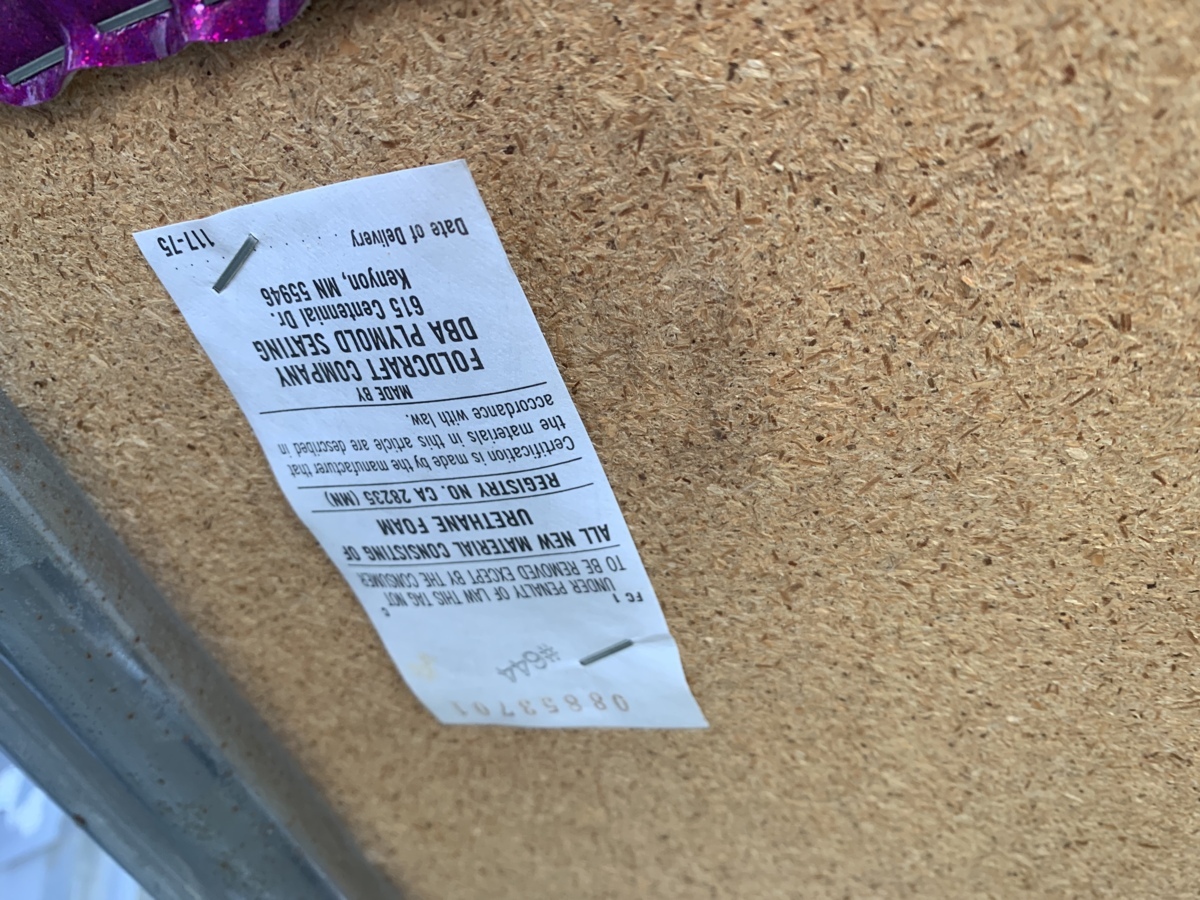 08853701
#644
FC 1
UNDER PENALTY OF LAW THIS TAG NOT
TO BE REMOVED EXCEPT BY THE CONSUMER
ALL NEW MATERIAL CONSISTING OF
URETHANE FOAM
REGISTRY NO. CA 28235 (MN)
Certification is made by the manufacturer that
the materials in this article are described in
accordance with law.
MADE BY
FOLDCRAFT COMPANY
DBA PLYMOLD SEATING
615 Centennial Dr.
Kenyon, MN 55946
Date of Delivery
117-75